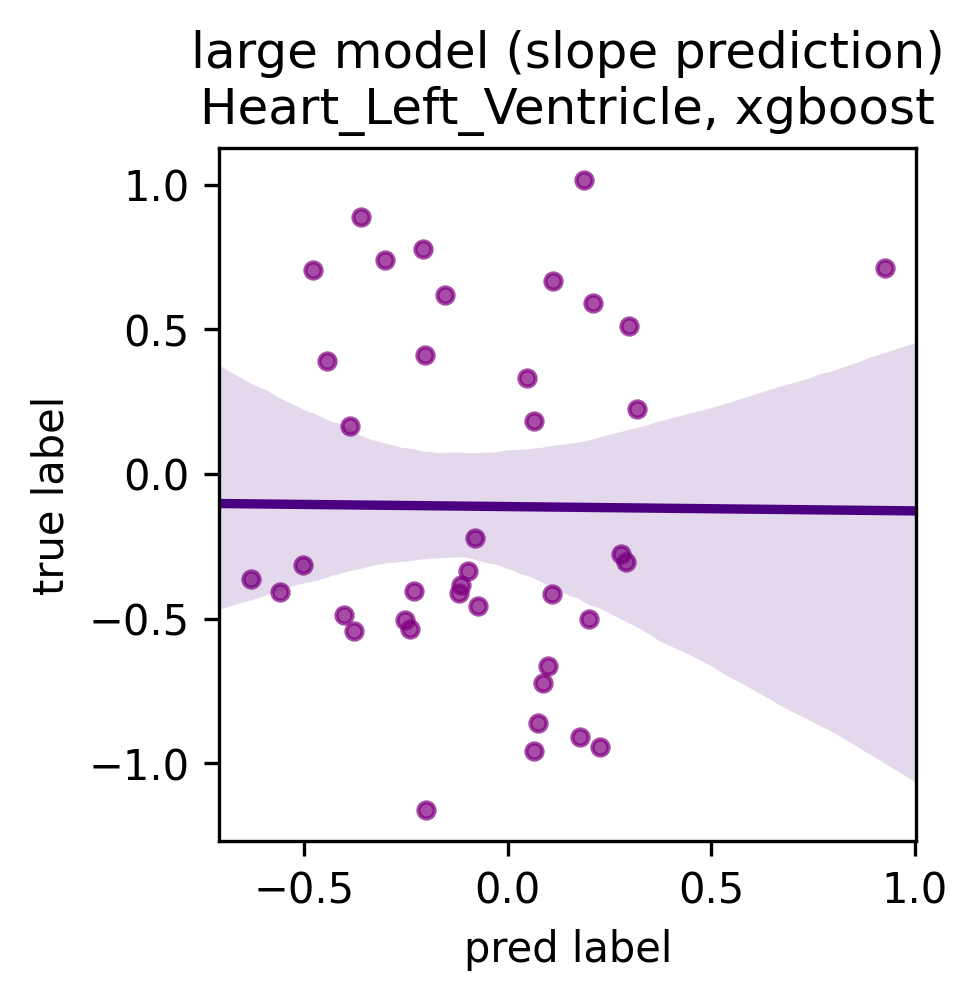 large model (slope prediction)
Heart_Left_Ventricle, xgboost
1.0
0.5
0.0
−0.5
−1.0
true label
−0.5
0.0
0.5
1.0
pred label